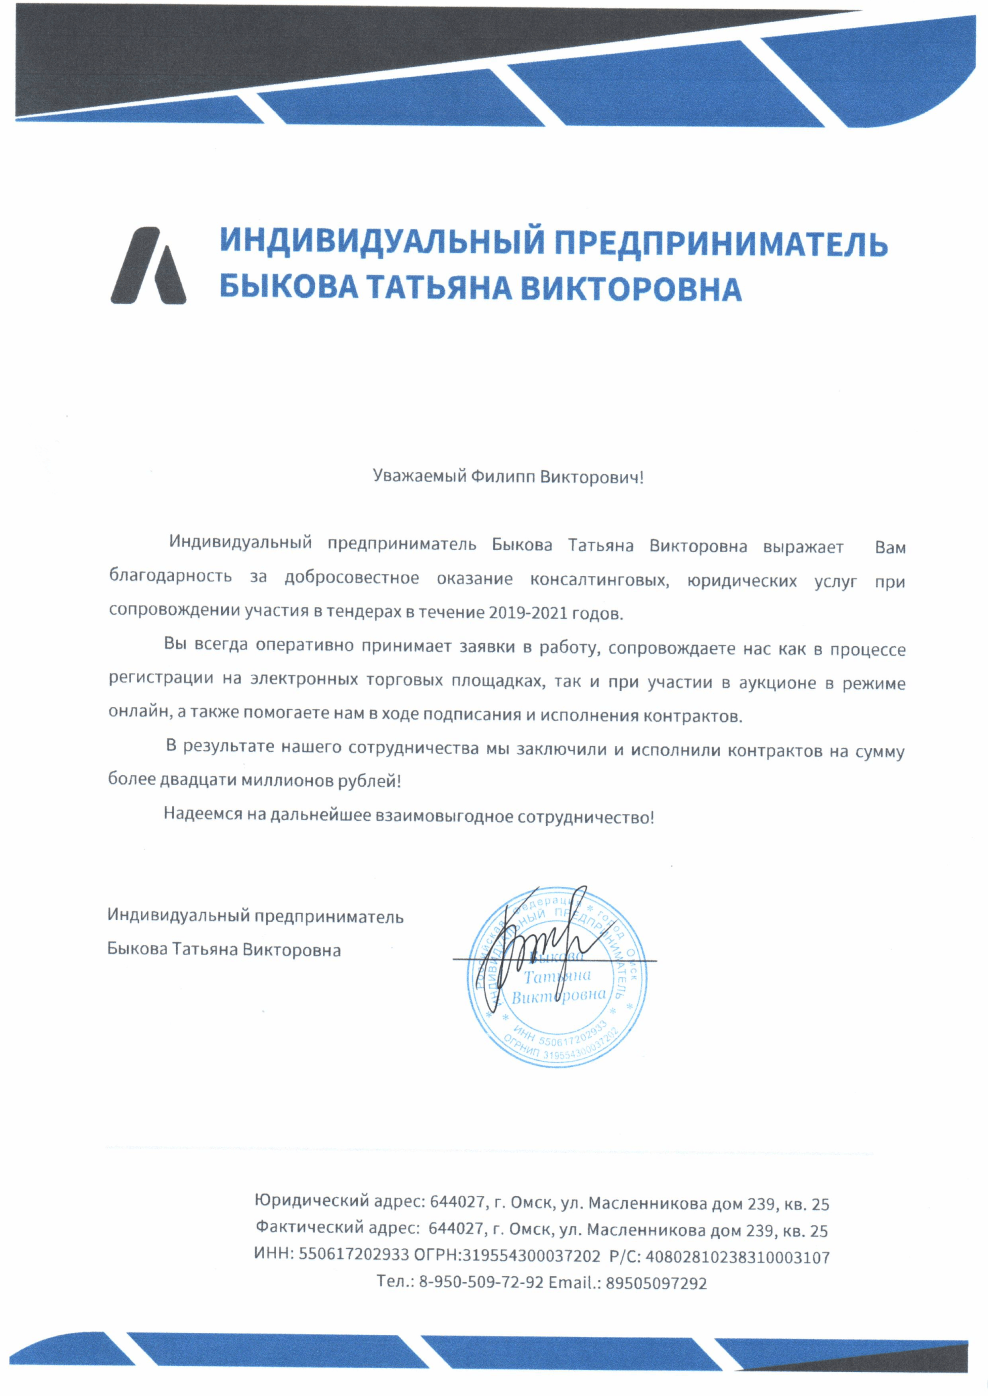 ИНДИВИДУАЛЬНЫЙ ПРЕДПРИНИМАТЕЛЬ
БЫКОВА ТАТЬЯНА ВИКТОРОВНА
Уважаемый Филипп Викторович!
Индивидуальный предприниматель Быкова Татьяна Викторовна выражает Вам
благодарность за добросовестное оказание консалтинговых, юридических услуг при
сопровождении участия в тендерах в течение 2019-2021 годов.
Вы всегда оперативно принимает заявки в работу, сопровождаете нас как в процессе
регистрации на электронных торговых площадках, так и при участии в аукционе в режиме
онлайн, а также помогаете нам в ходе подписания и исполнения контрактов.
В результате нашего сотрудничества мы заключили и исполнили контрактов на сумму
более двадцати миллионов рублей!
Надеемся на дальнейшее взаимовыгодное сотрудничество!
Индивидуальный предприниматель
Быкова Татьяна Викторовна
Российская Федерация * город Омск *
* ИНДИВИДУАЛЬНЫЙ ПРЕДПРИНИМАТЕЛЬ *
Быкова
Татьяна
Викторовна
ИНН 550617202933
ОГРНИП 319554300037202
Юридический адрес: 644027, г. Омск, ул. Масленникова дом 239, кв. 25
Фактический адрес: 644027, г. Омск, ул. Масленникова дом 239, кв. 25
ИНН: 550617202933 ОГРН:319554300037202 Р/С: 40802810238310003107
Тел.: 8-950-509-72-92 Email.: 89505097292